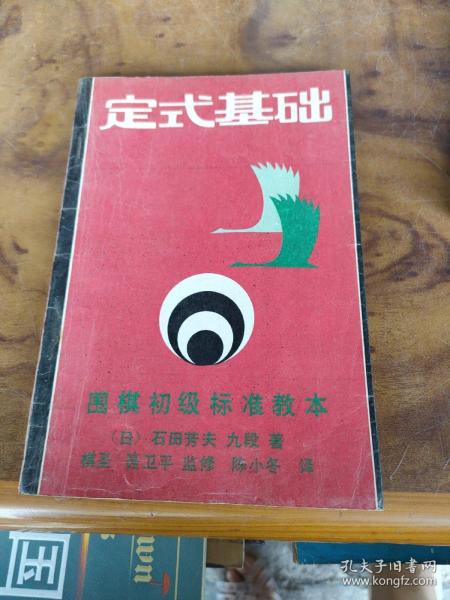 定式基础
围棋初级标准教本
（日）石田芳夫 九段 著
棋圣 聂卫平 监修 陈小冬 译
国
孔夫子旧书网
www.kongfz.com